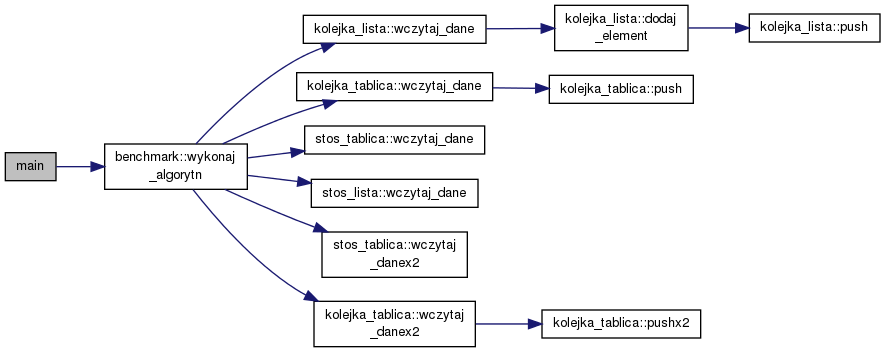 main
benchmark::wykonaj
_algorytn
kolejka_lista::wczytaj_dane
kolejka_lista::dodaj
_element
kolejka_lista::push
kolejka_tablica::wczytaj_dane
kolejka_tablica::push
stos_tablica::wczytaj_dane
stos_lista::wczytaj_dane
stos_tablica::wczytaj
_danex2
kolejka_tablica::wczytaj
_danex2
kolejka_tablica::pushx2